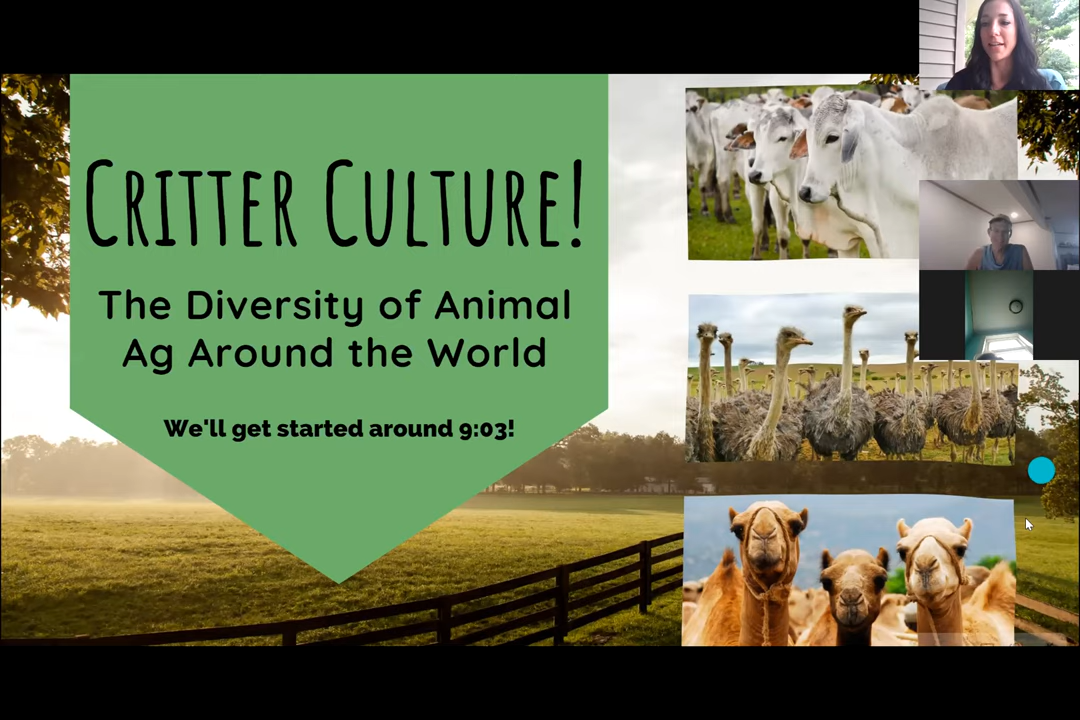 Critter Culture!
The Diversity of Animal
Ag Around the World
We'll get started around 9:03!